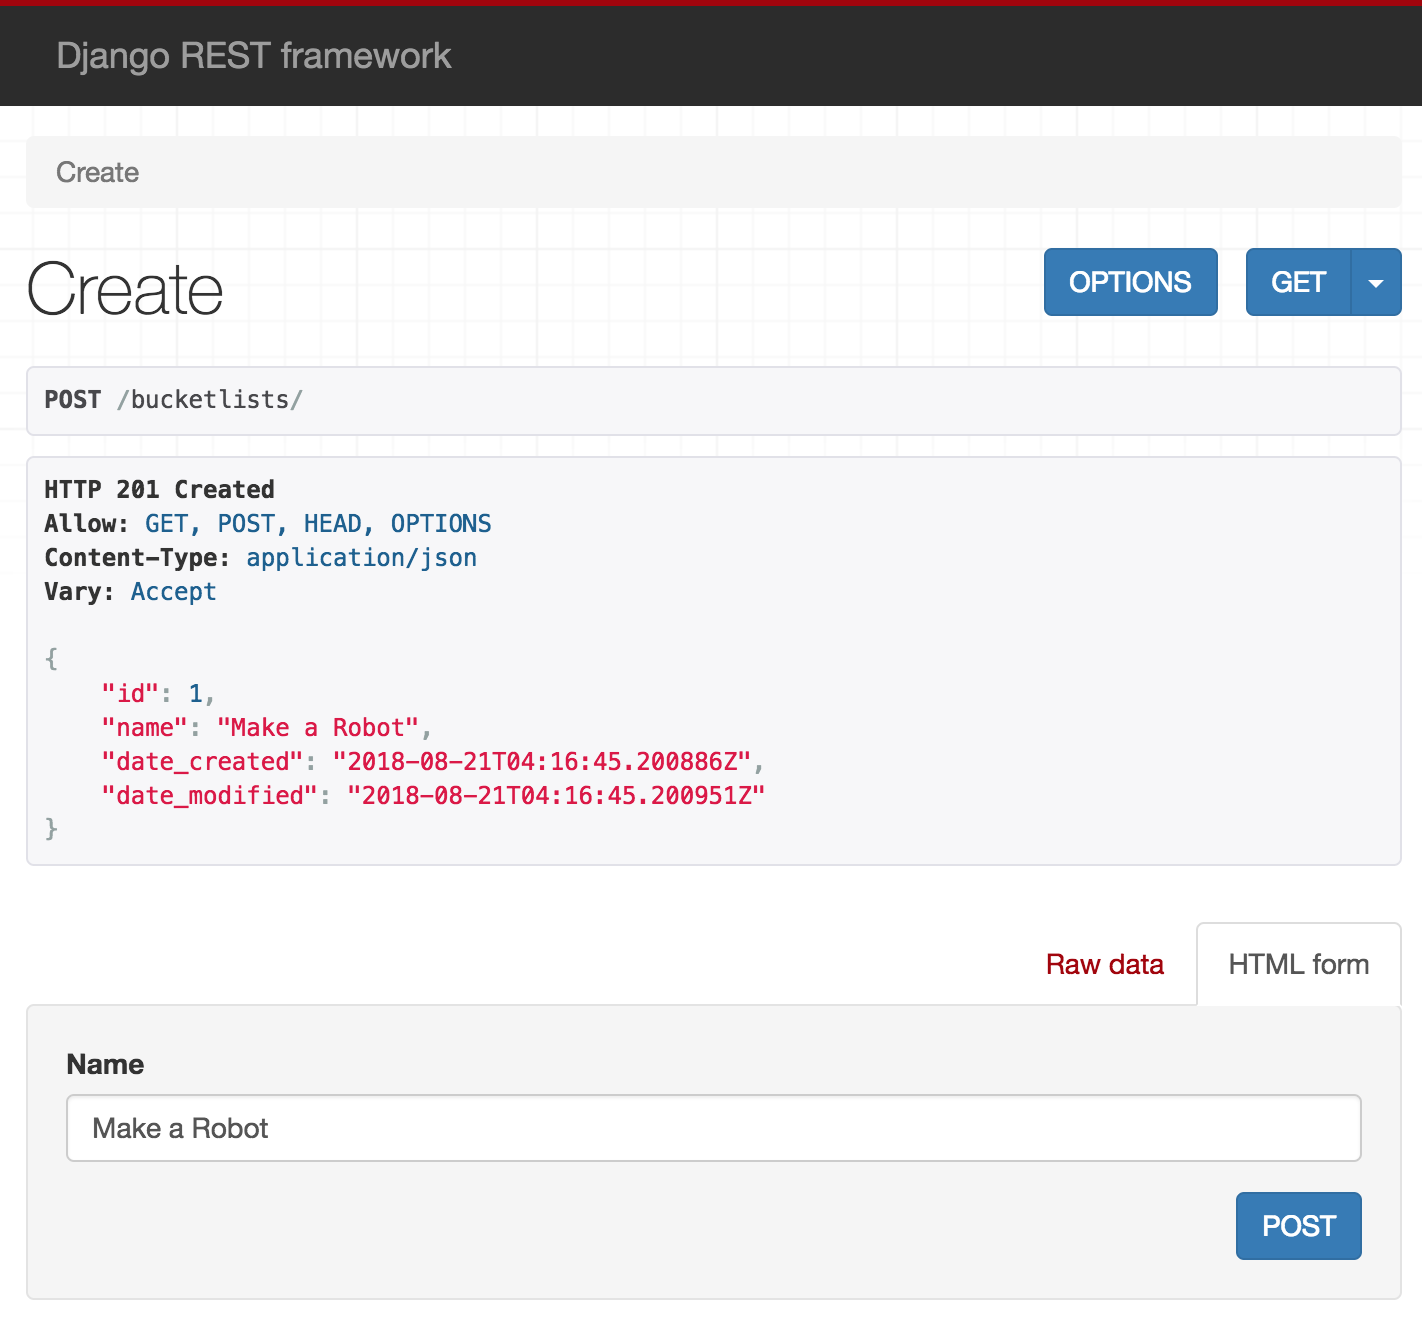 Django REST framework
Create
Create
OPTIONS
GET
POST /bucketlists/
HTTP 201 Created
Allow: GET, POST, HEAD, OPTIONS
Content-Type: application/json
Vary: Accept
{
    "id": 1,
    "name": "Make a Robot",
    "date_created": "2018-08-21T04:16:45.200886Z",
    "date_modified": "2018-08-21T04:16:45.200951Z"
}
Raw data
HTML form
Name
Make a Robot
POST